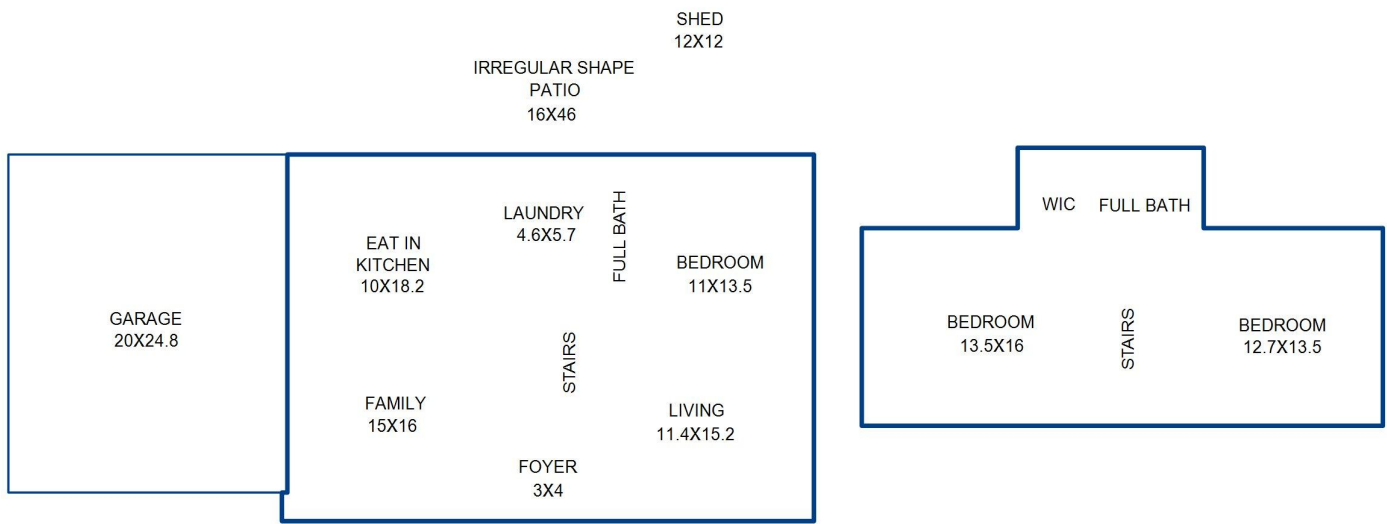 SHED
12X12
IRREGULAR SHAPE
PATIO
16X46
GARAGE
20X24.8
EAT IN
KITCHEN
10X18.2
LAUNDRY
4.6X5.7
FULL BATH
BEDROOM
11X13.5
STAIRS
FAMILY
15X16
LIVING
11.4X15.2
FOYER
3X4
WIC
FULL BATH
BEDROOM
13.5X16
STAIRS
BEDROOM
12.7X13.5